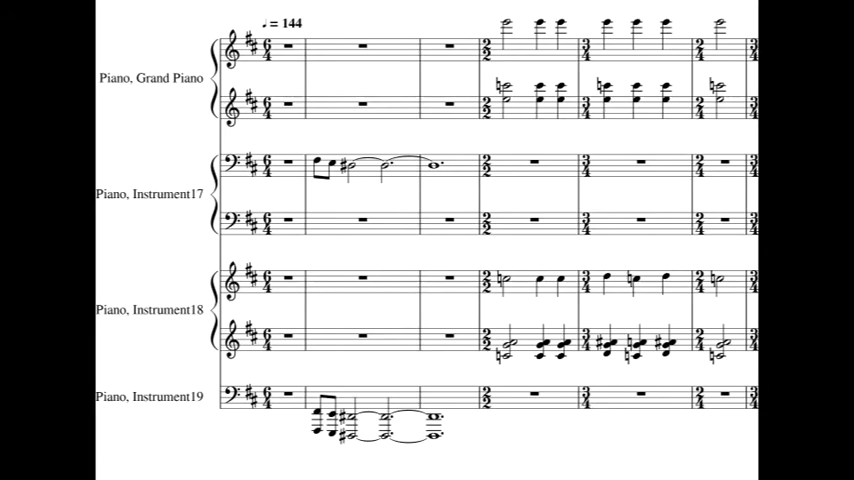 ♩ = 144
Piano, Grand Piano
Piano, Instrument17
Piano, Instrument18
Piano, Instrument19